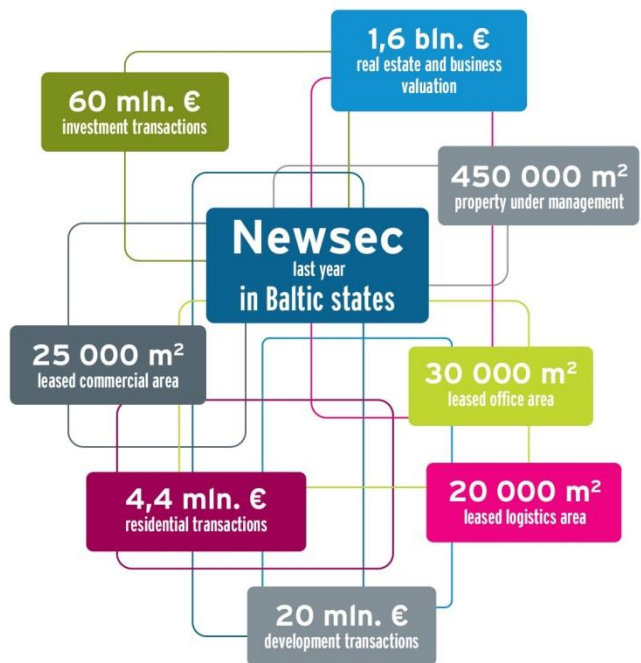 1,6 bln. €
real estate and business
valuation
60 mln. €
investment transactions
450 000 m²
property under management
Newsec
last year
in Baltic states
25 000 m²
leased commercial area
30 000 m²
leased office area
4,4 mln. €
residential transactions
20 000 m²
leased logistics area
20 mln. €
development transactions